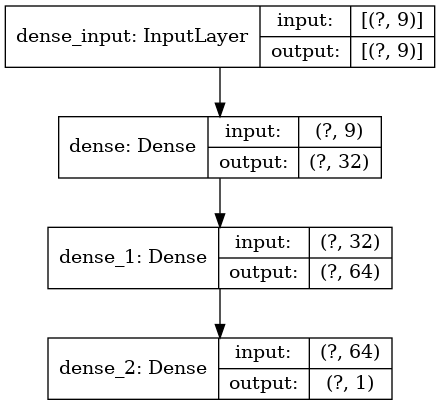 dense_input: InputLayer
input: [(?, 9)]
output: [(?, 9)]
dense: Dense
input: (?, 9)
output: (?, 32)
dense_1: Dense
input: (?, 32)
output: (?, 64)
dense_2: Dense
input: (?, 64)
output: (?, 1)